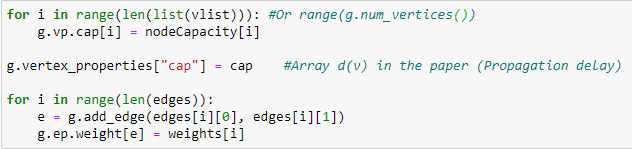 for i in range(len(list(vlist))): #Or range(g.num_vertices())
    g.vp.cap[i] = nodeCapacity[i]
g.vertex_properties["cap"] = cap    #Array d(v) in the paper (Propagation delay)
for i in range(len(edges)):
    e = g.add_edge(edges[i][0], edges[i][1])
    g.ep.weight[e] = weights[i]